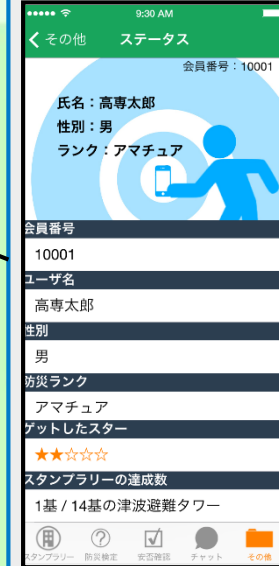 9:30 AM
その他 ステータス
会員番号：10001
氏名：高専太郎
性別：男
ランク：アマチュア
会員番号
10001
ユーザ名
高専太郎
性別
男
防災ランク
アマチュア
ゲットしたスター
★★☆☆☆
スタンプラリーの達成数
1基 / 14基の津波避難タワー
スタンプラリー 防災検定 安否確認 チャット その他